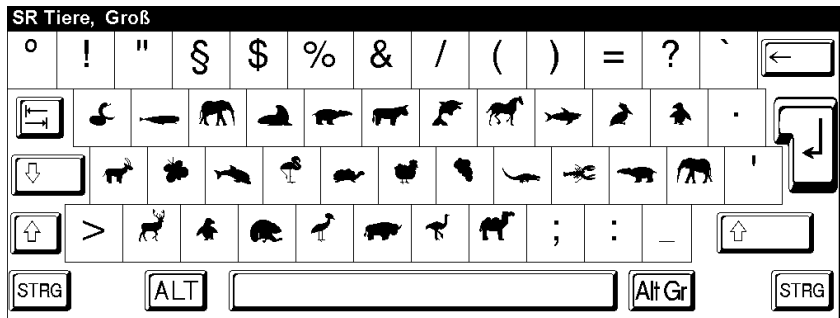 SR Tiere, Groß
° ! " § $ % & / ( ) = ? ` ←
·
'
> ; : _
STRG ALT Alt Gr STRG